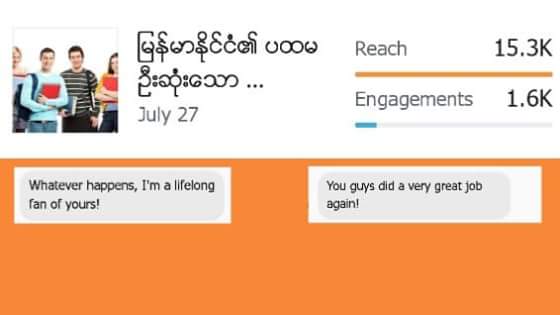 မြန်မာနိုင်ငံ၏ ပထမ
ဦးဆုံးသော ...
July 27
Reach 15.3K
Engagements 1.6K
Whatever happens, I'm a lifelong
fan of yours!
You guys did a very great job
again!